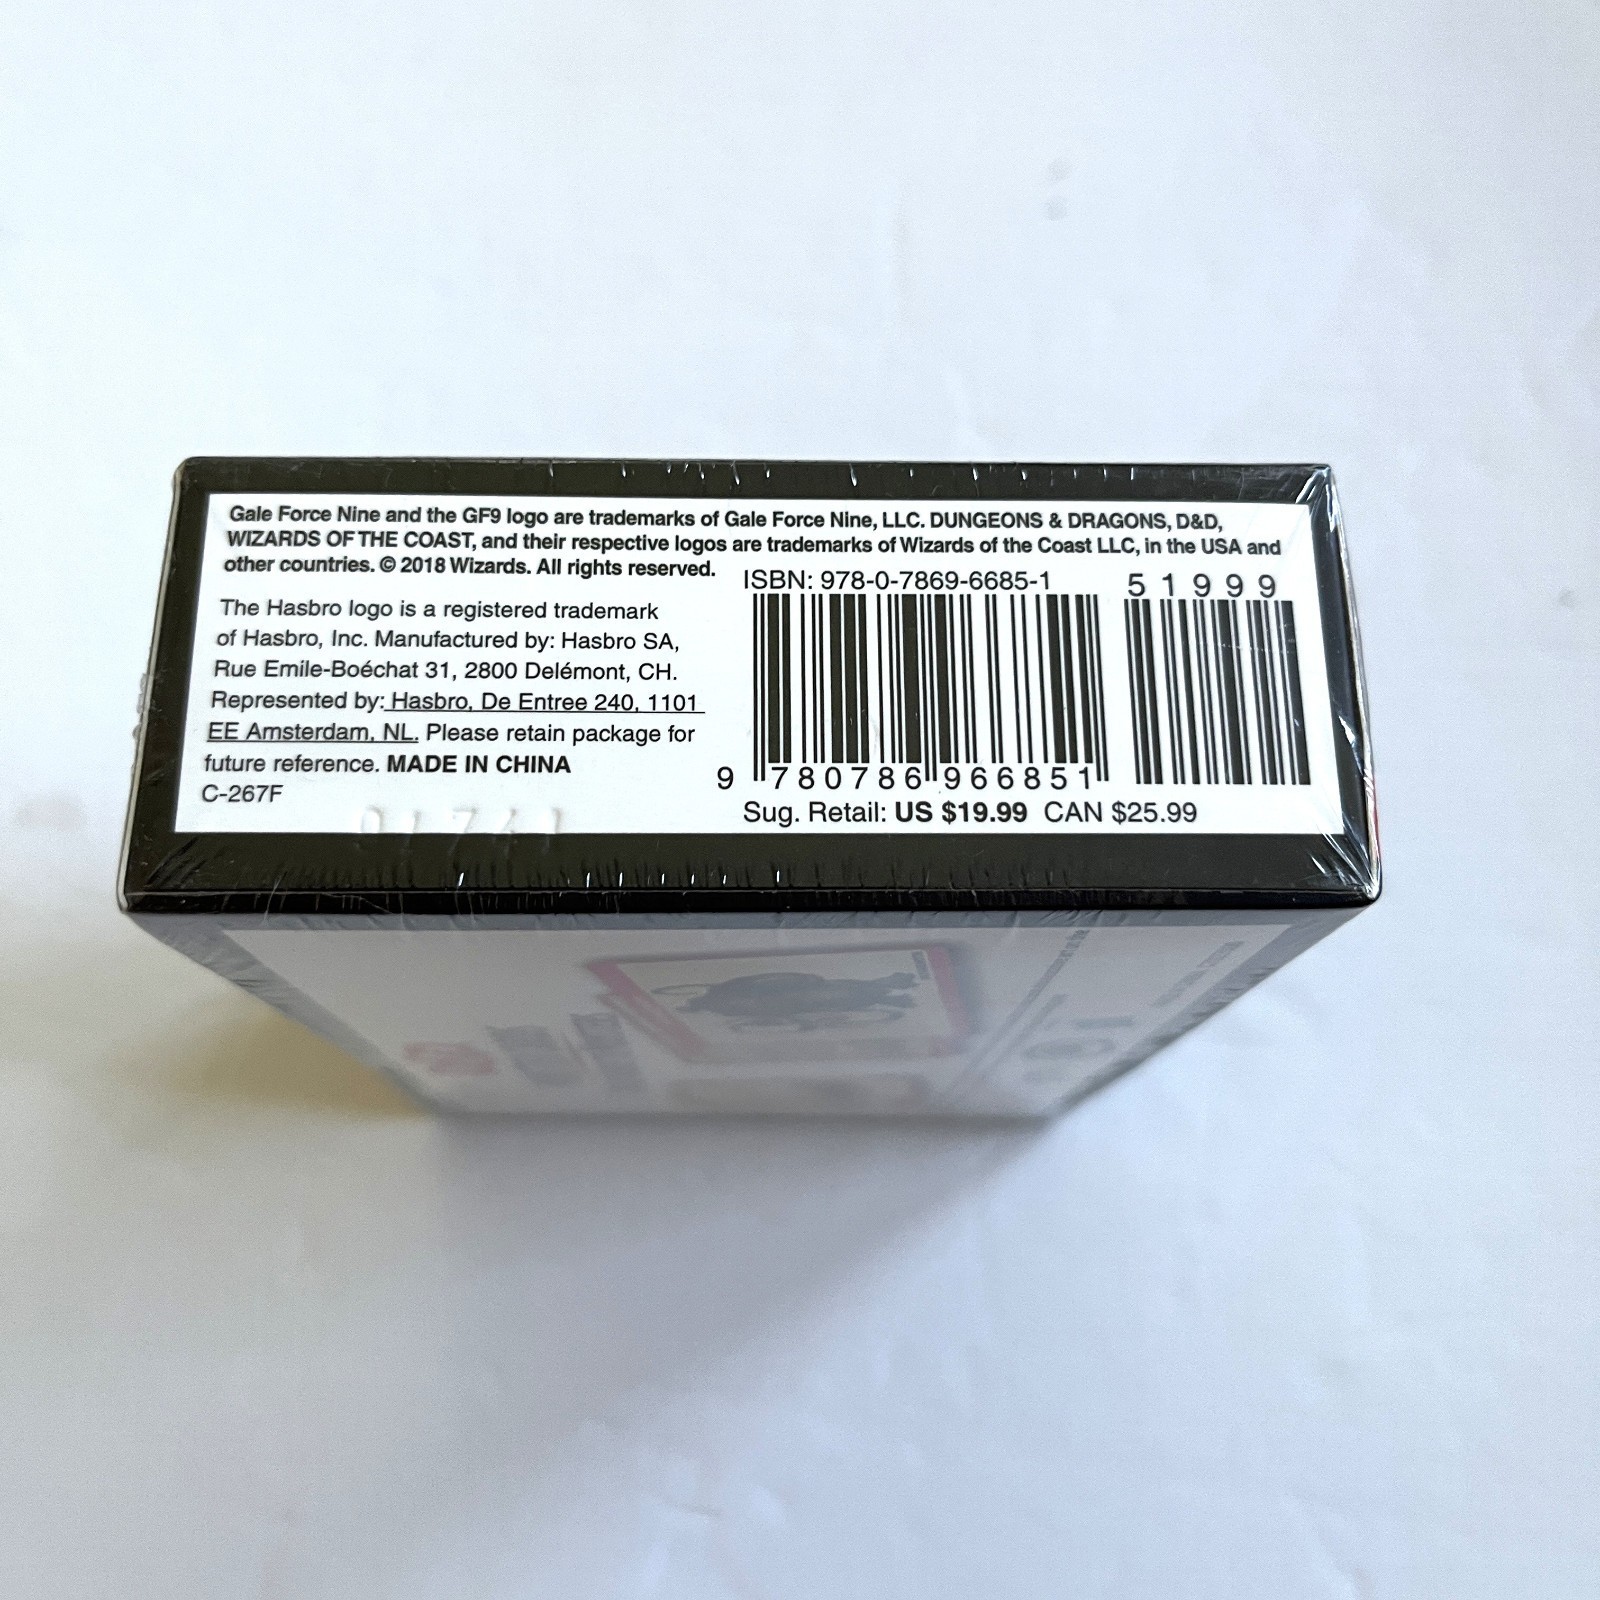 Gale Force Nine and the GF9 logo are trademarks of Gale Force Nine, LLC. DUNGEONS & DRAGONS, D&D,
WIZARDS OF THE COAST, and their respective logos are trademarks of Wizards of the Coast LLC, in the USA and
other countries. © 2018 Wizards. All rights reserved.
The Hasbro logo is a registered trademark
of Hasbro, Inc. Manufactured by: Hasbro SA,
Rue Emile-Boéchat 31, 2800 Delémont, CH.
Represented by: Hasbro, De Entree 240, 1101
EE Amsterdam, NL. Please retain package for
future reference. MADE IN CHINA
C-267F
ISBN: 978-0-7869-6685-1
51999
9 780786 966851
Sug. Retail: US $19.99 CAN $25.99